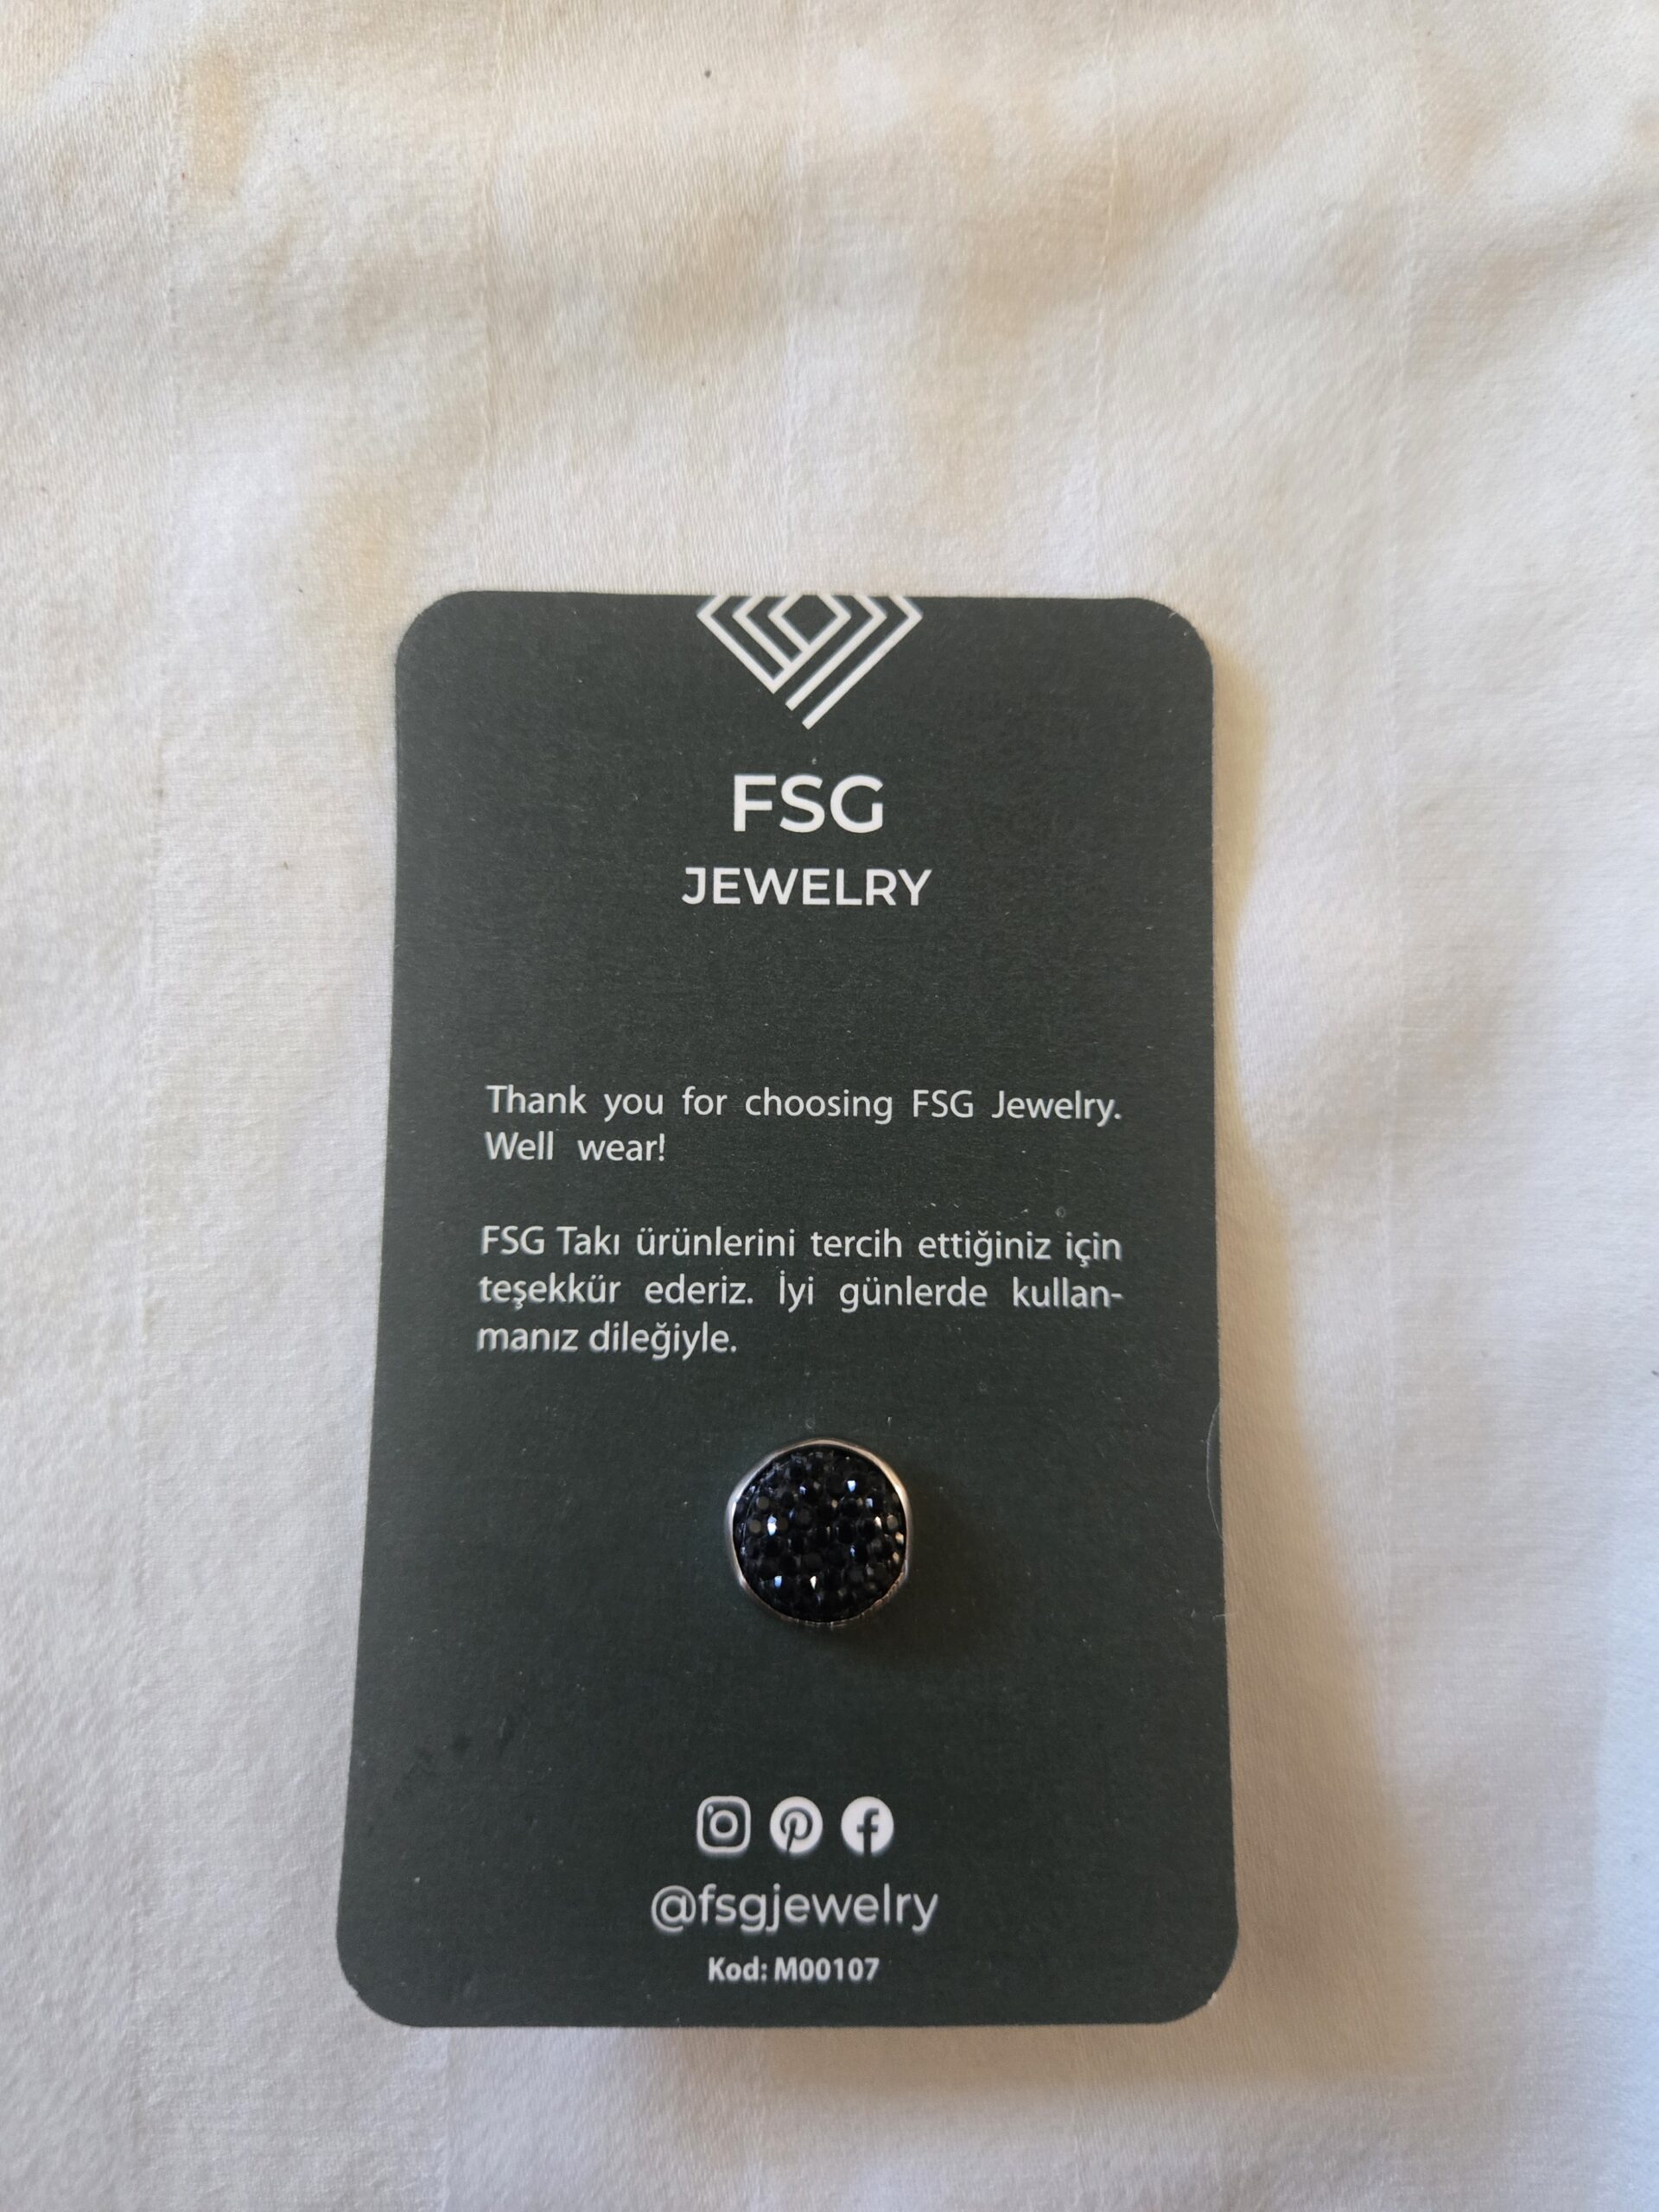 FSG
JEWELRY
Thank you for choosing FSG Jewelry.
Well wear!
FSG Takı ürünlerini tercih ettiğiniz için
teşekkür ederiz. İyi günlerde kullan-
manız dileğiyle.
@fsgjewelry
Kod: M00107